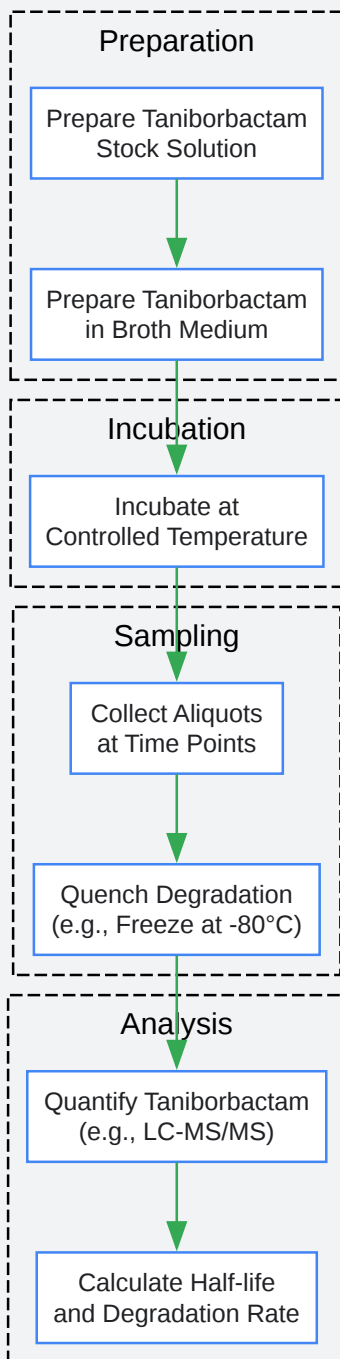 Preparation
Prepare Taniborbactam
Stock Solution
Prepare Taniborbactam
in Broth Medium
Incubation
Incubate at
Controlled Temperature
Sampling
Collect Aliquots
at Time Points
Quench Degradation
(e.g., Freeze at -80°C)
Analysis
Quantify Taniborbactam
(e.g., LC-MS/MS)
Calculate Half-life
and Degradation Rate